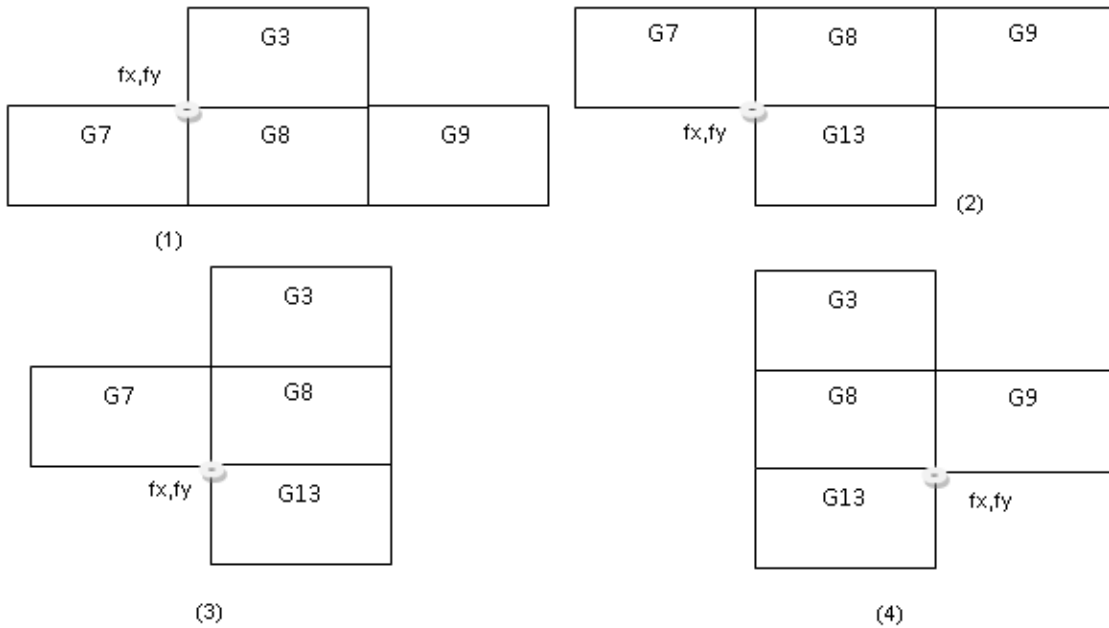 G3
fx,fy
G7 G8 G9
(1)
G7 G8 G9
fx,fy G13
(2)
G3
G7 G8
fx,fy G13
(3)
G3
G8 G9
G13 fx,fy
(4)